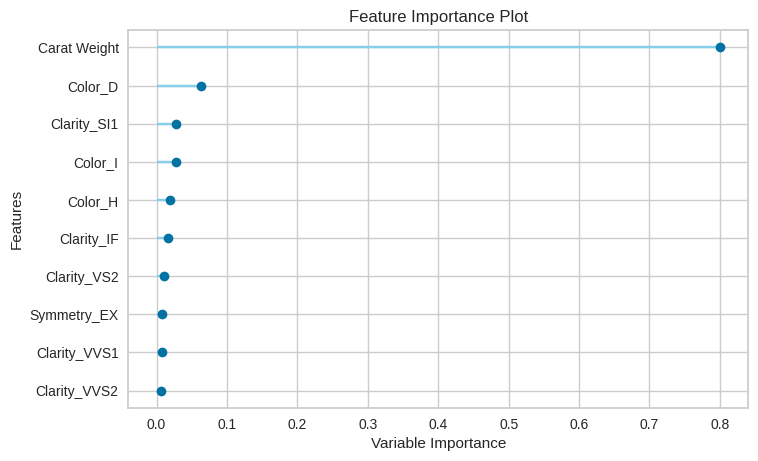 Feature Importance Plot
Features
Carat Weight
Color_D
Clarity_SI1
Color_I
Color_H
Clarity_IF
Clarity_VS2
Symmetry_EX
Clarity_VVS1
Clarity_VVS2
0.0 0.1 0.2 0.3 0.4 0.5 0.6 0.7 0.8
Variable Importance